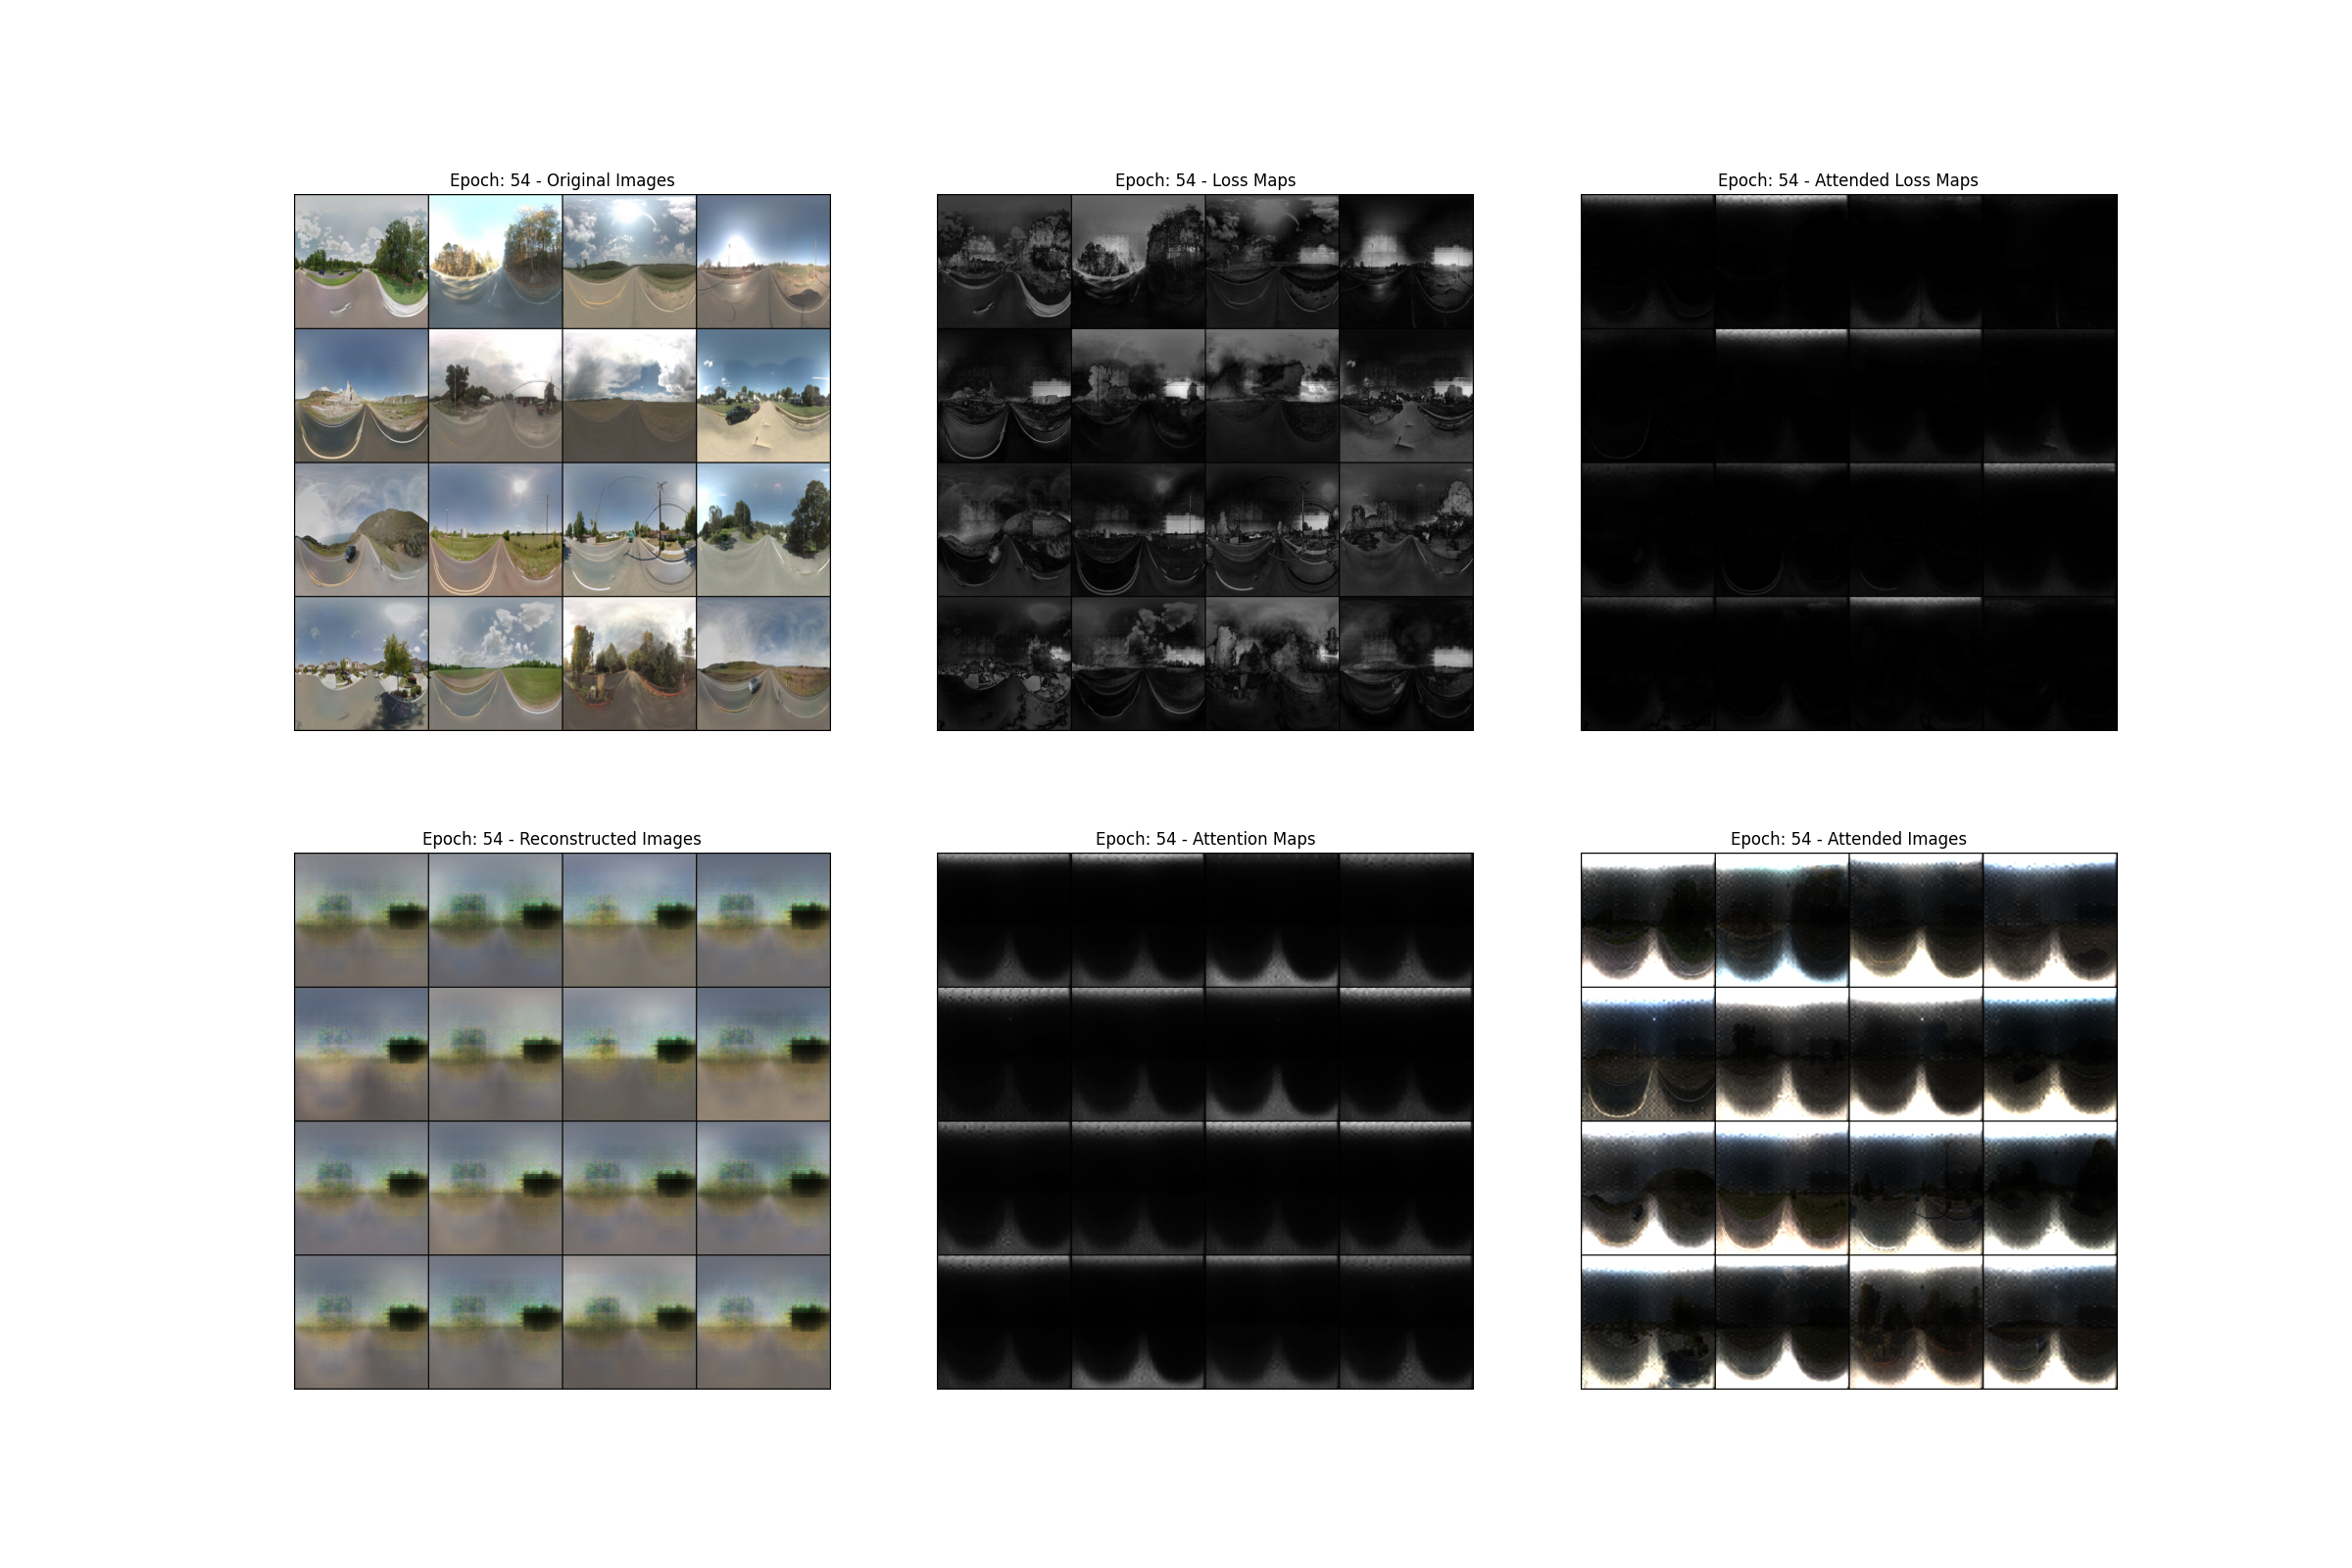 Epoch: 54 - Original Images
Epoch: 54 - Loss Maps
Epoch: 54 - Attended Loss Maps
Epoch: 54 - Reconstructed Images
Epoch: 54 - Attention Maps
Epoch: 54 - Attended Images